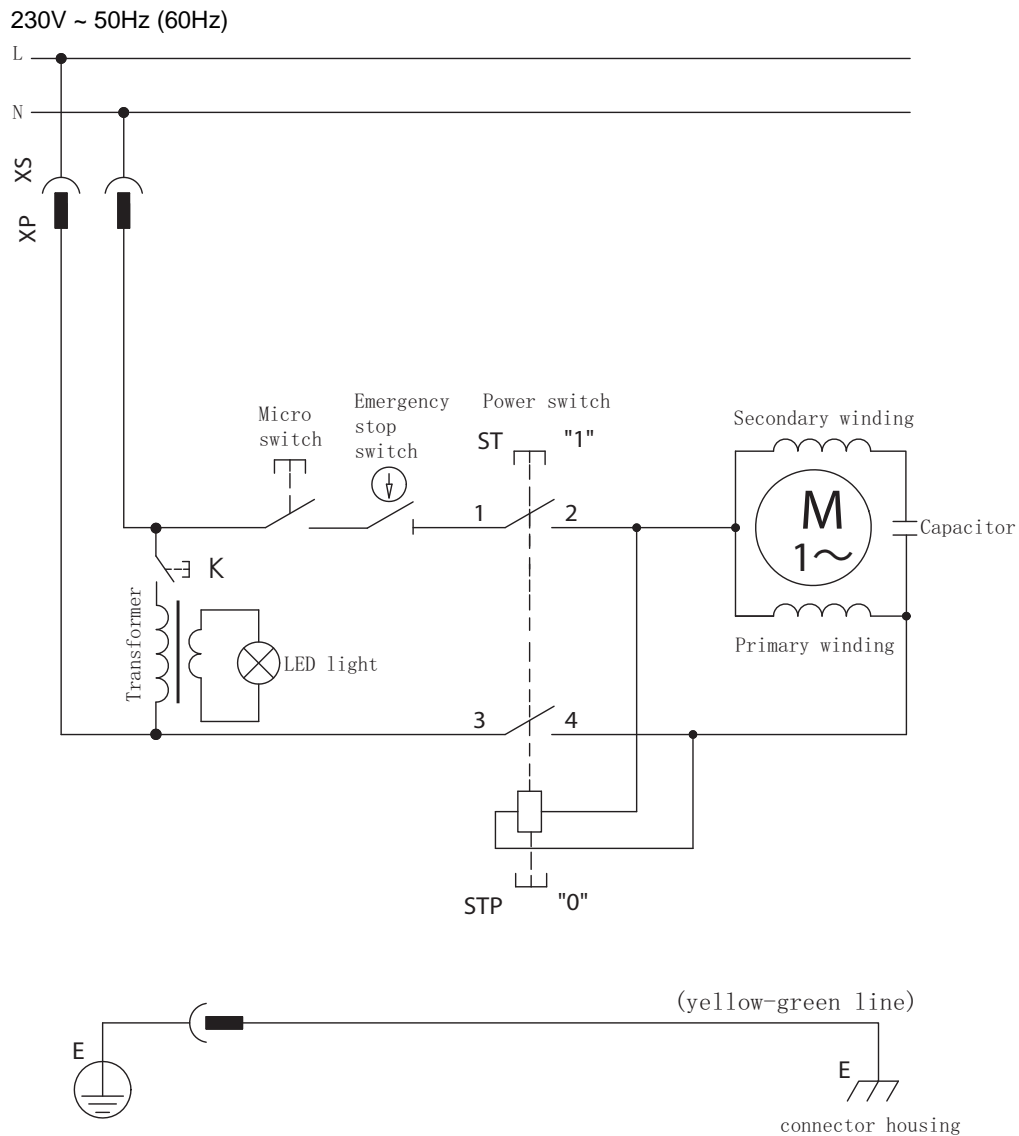 230V ~ 50Hz (60Hz)
L
N
XS
XP
Micro
switch
Emergency
stop
switch
Power switch
ST
"1"
1
2
Secondary winding
M
1～
Capacitor
Primary winding
K
Transformer
LED light
3
4
STP
"0"
(yellow-green line)
E
E
connector housing